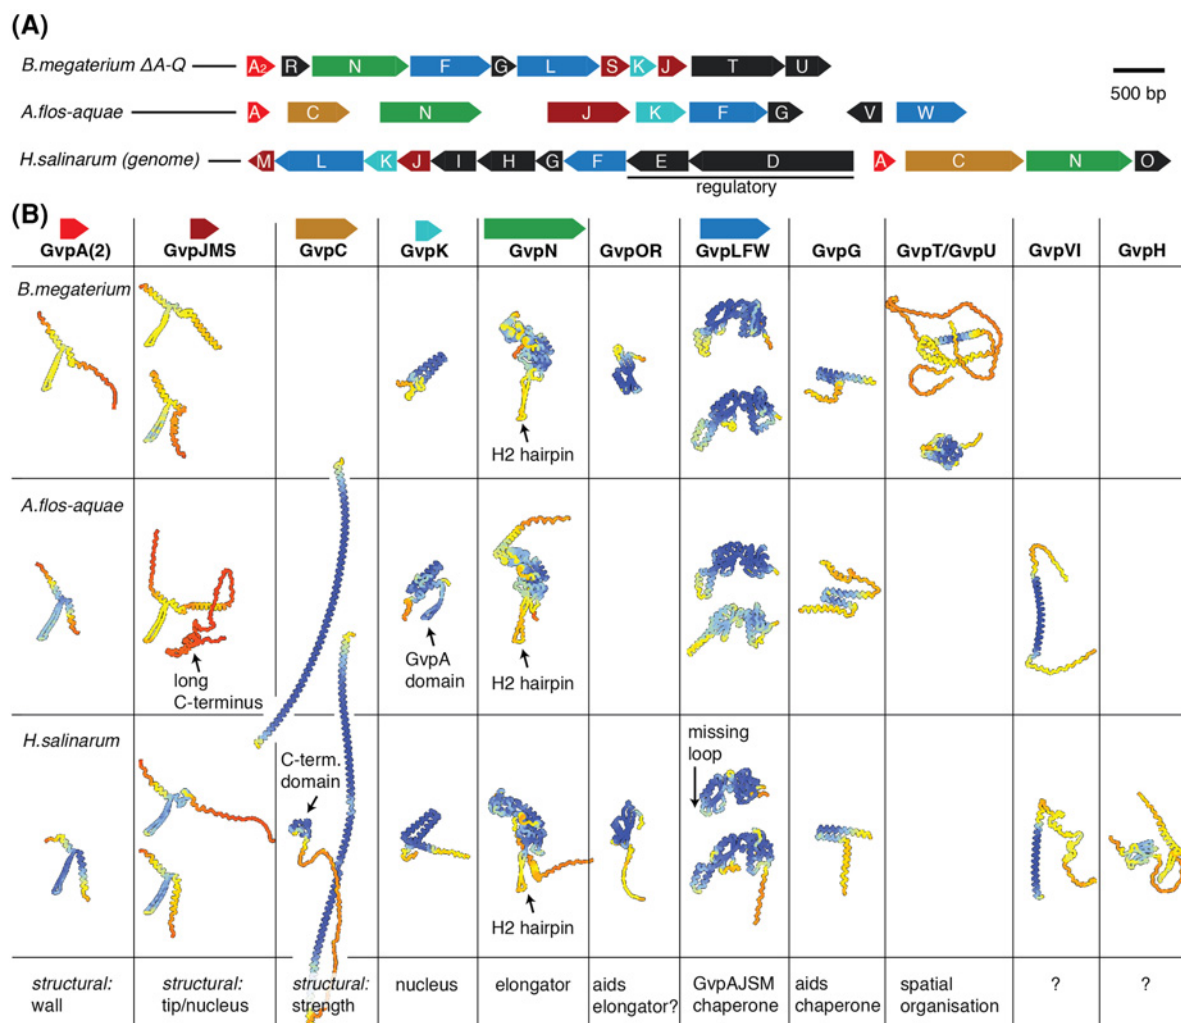 (A)
B.megaterium ΔA-Q A2 R N F G L S K J T U
500 bp
A.flos-aquae A C N J K F G V W
H.salinarum (genome) M L K J I H G F E D A C N O
regulatory
(B)
GvpA(2) GvpJMS GvpC GvpK GvpN GvpOR GvpLFW GvpG GvpT/GvpU GvpVI GvpH
B.megaterium
H2 hairpin
A.flos-aquae
long
C-terminus
GvpA
domain
H2 hairpin
H.salinarum
C-term.
domain
missing
loop
H2 hairpin
structural:
wall
structural:
tip/nucleus
structural:
strength
nucleus
elongator
aids
elongator?
GvpAJSM
chaperone
aids
chaperone
spatial
organisation
?
?